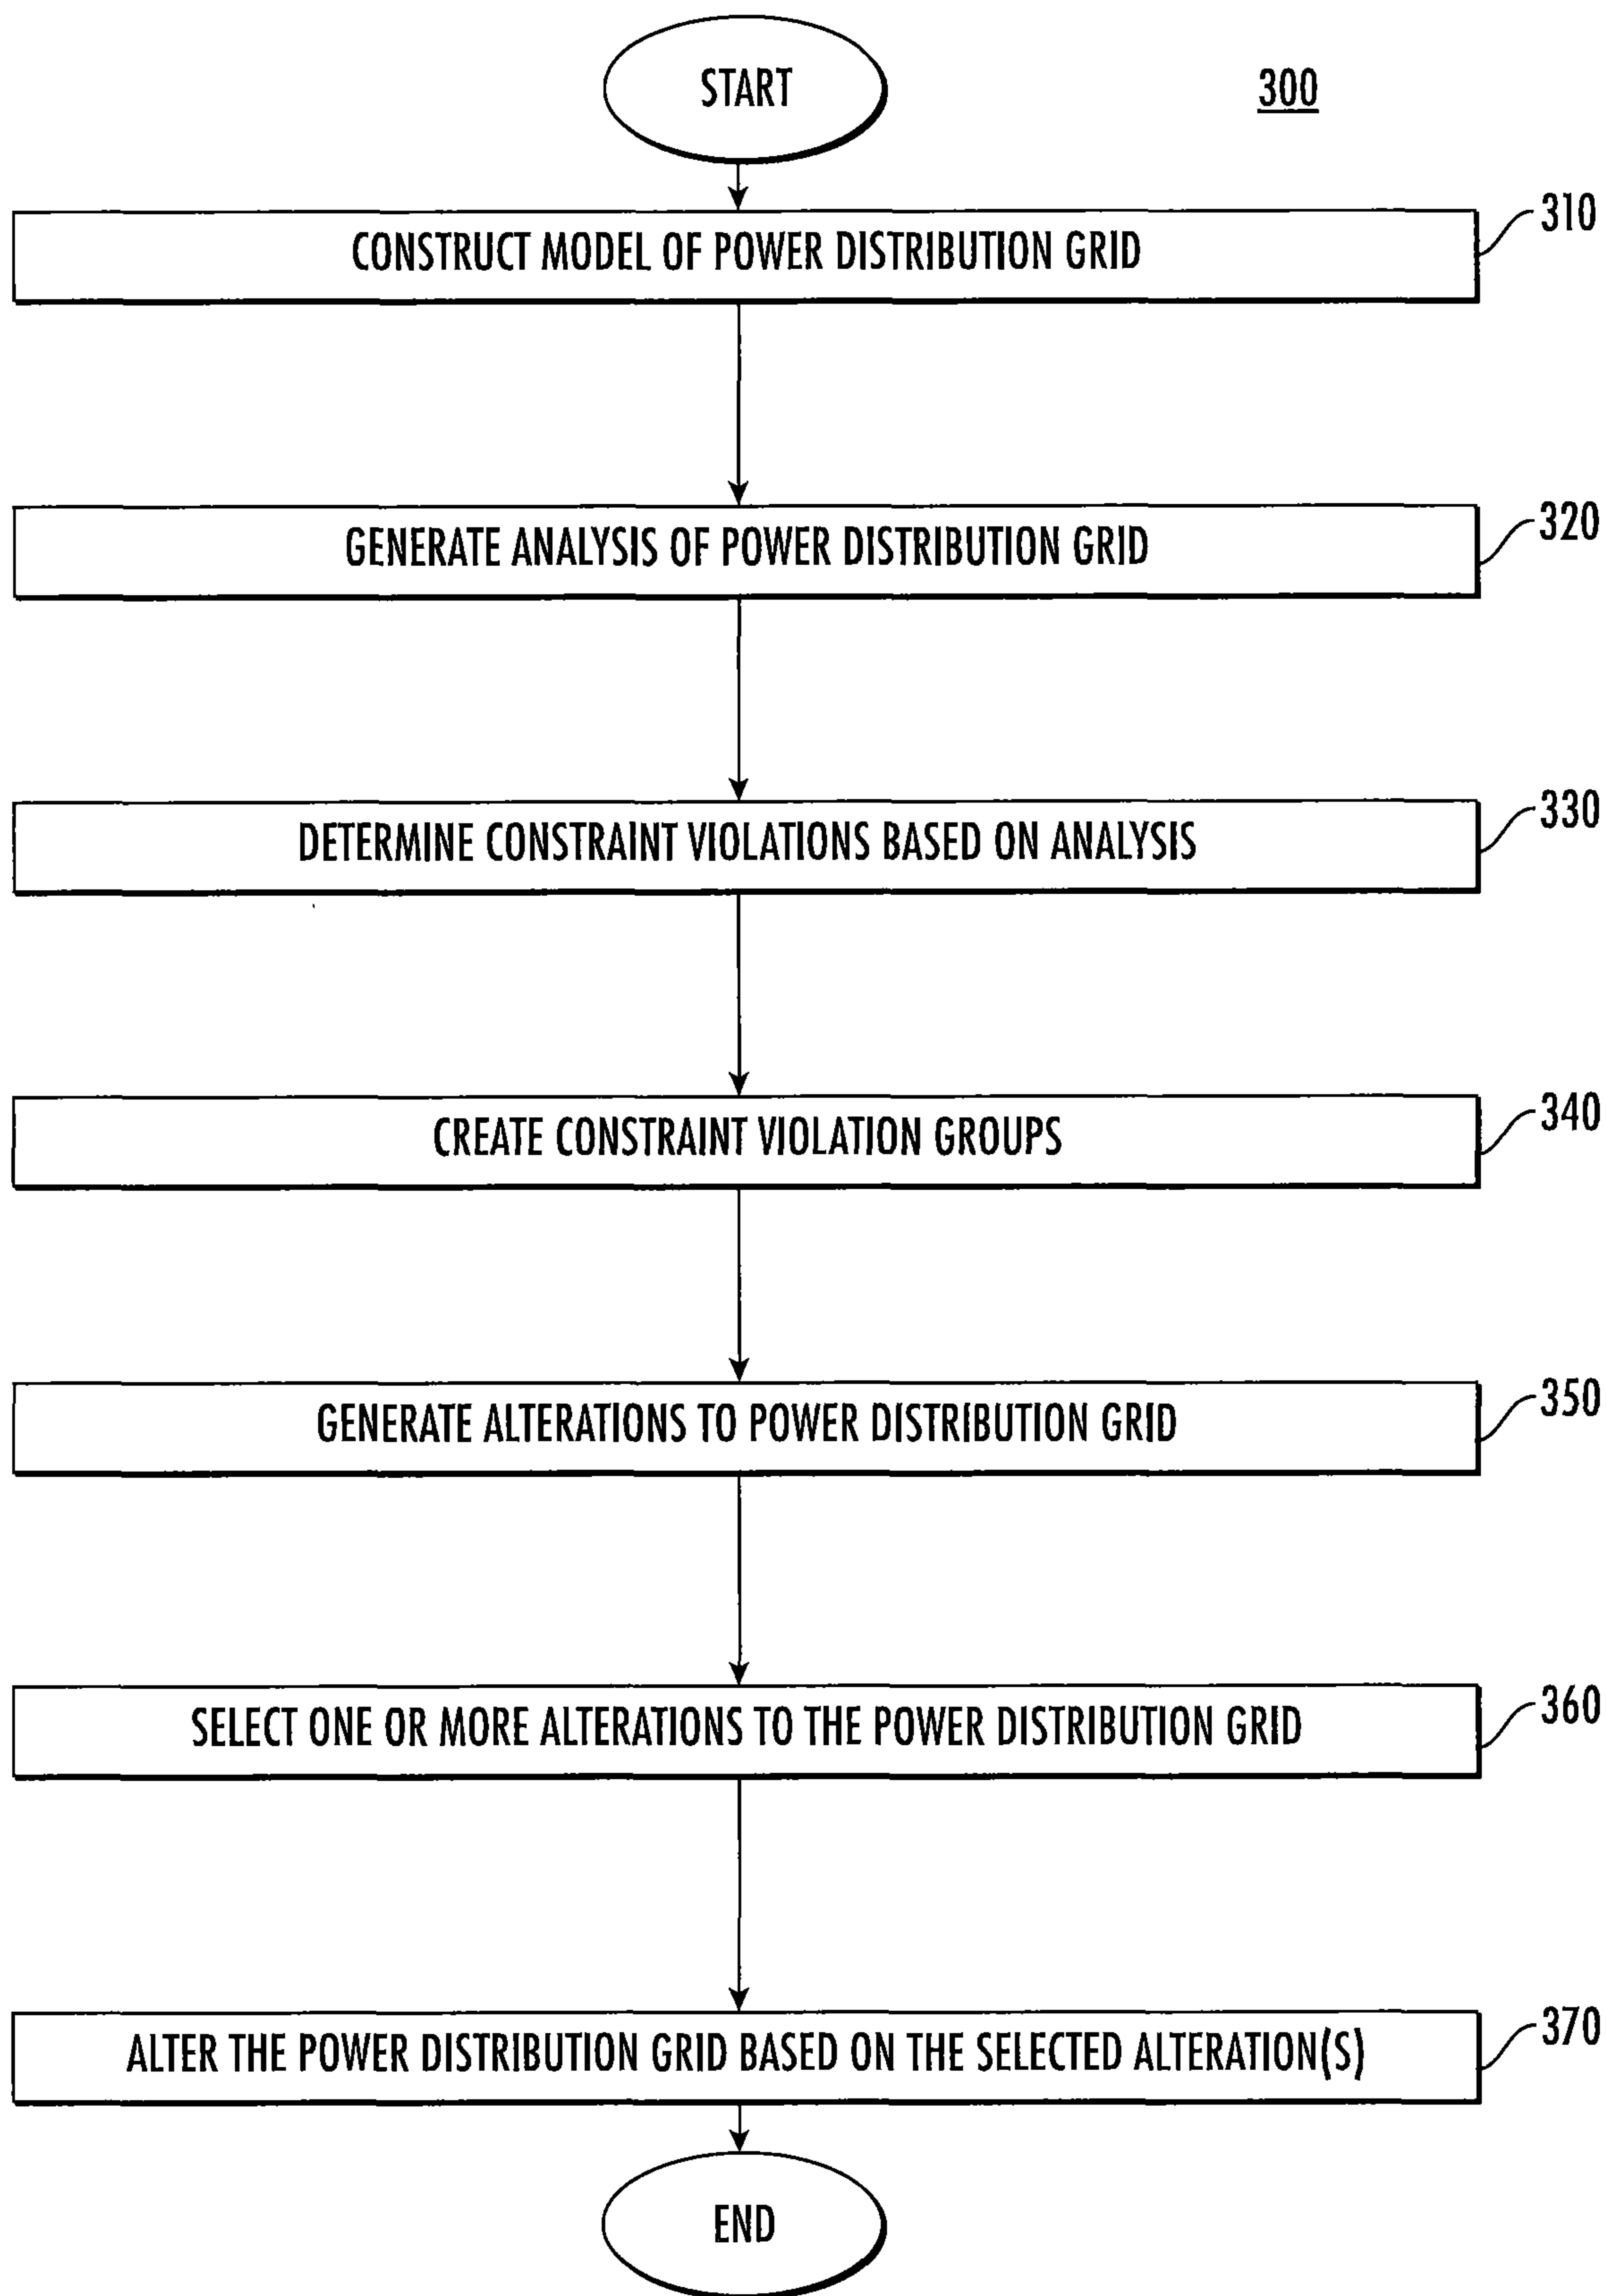 START
300
CONSTRUCT MODEL OF POWER DISTRIBUTION GRID
310
GENERATE ANALYSIS OF POWER DISTRIBUTION GRID
320
DETERMINE CONSTRAINT VIOLATIONS BASED ON ANALYSIS
330
CREATE CONSTRAINT VIOLATION GROUPS
340
GENERATE ALTERATIONS TO POWER DISTRIBUTION GRID
350
SELECT ONE OR MORE ALTERATIONS TO THE POWER DISTRIBUTION GRID
360
ALTER THE POWER DISTRIBUTION GRID BASED ON THE SELECTED ALTERATION(S)
370
END